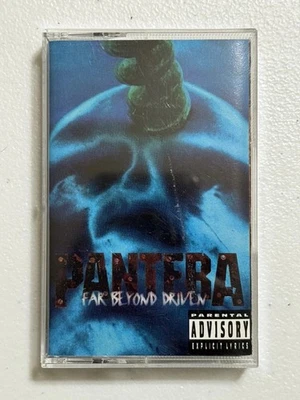 PANTERA
FAR BEYOND DRIVEN
PARENTAL
ADVISORY
EXPLICIT LYRICS